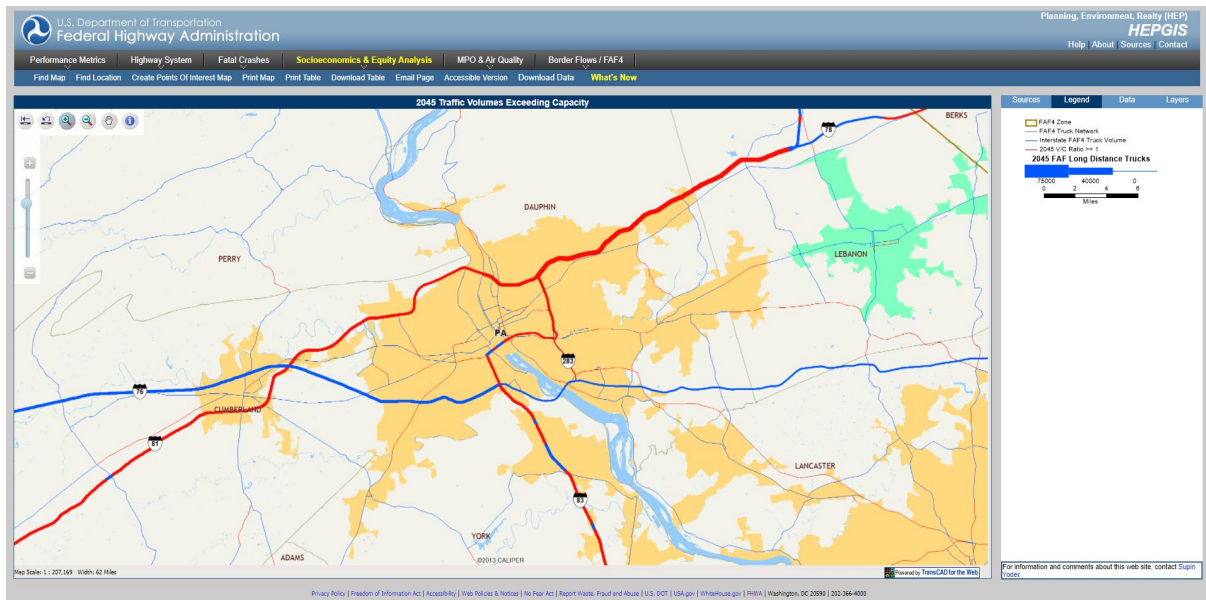 U.S. Department of Transportation
Federal Highway Administration
Planning, Environment, Realty (HEP)
HEPGIS
Help | About | Sources | Contact
Performance Metrics | Highway System | Fatal Crashes | Socioeconomics & Equity Analysis | MPO & Air Quality | Border Flows / FAF4
Find Map Find Location Create Points Of Interest Map Print Map Print Table Download Table Email Page Accessible Version Download Data What's New
2045 Traffic Volumes Exceeding Capacity
Sources Legend Data Layers
BERKS
78
DAUPHIN
PERRY
LEBANON
PA
283
76
CUMBERLAND
81
LANCASTER
83
YORK
ADAMS
©2013 CALIPER
FAF4 Zone
FAF4 Truck Network
Interstate FAF4 Truck Volume
2045 V/C Ratio >= 1
2045 FAF Long Distance Trucks
75000 40000 0
0 2 4 6
Miles
Map Scale: 1 : 207,169 Width: 62 Miles
Powered by TransCAD for the Web
For information and comments about this web site, contact Supin
Yoder
Privacy Policy | Freedom of Information Act | Accessibility | Web Policies & Notices | No Fear Act | Report Waste, Fraud and Abuse | U.S. DOT | USA.gov | WhiteHouse.gov | FHWA | Washington, DC 20590 | 202-366-4000